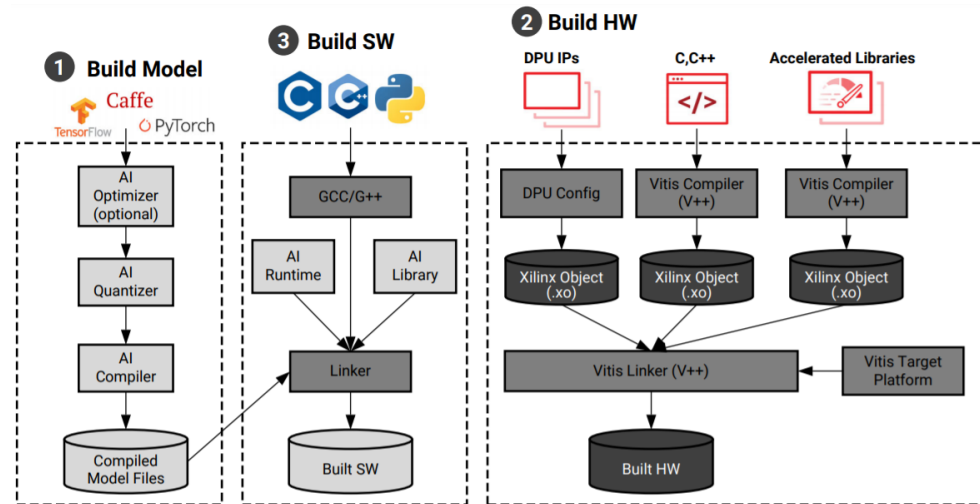 1 Build Model
Caffe
TensorFlow
PyTorch
AI
Optimizer
(optional)
AI
Quantizer
AI
Compiler
Compiled
Model Files
3 Build SW
C
C++
GCC/G++
AI
Runtime
AI
Library
Linker
Built SW
2 Build HW
DPU IPs
C,C++
Accelerated Libraries
</>
DPU Config
Vitis Compiler
(V++)
Vitis Compiler
(V++)
Xilinx Object
(.xo)
Xilinx Object
(.xo)
Xilinx Object
(.xo)
Vitis Linker (V++)
Vitis Target
Platform
Built HW